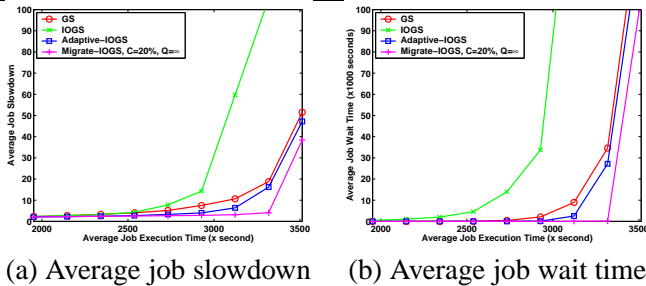 GS
IOGS
Adaptive-IOGS
Migrate-IOGS, C=20%, Q=∞
100
90
80
70
60
50
40
30
20
10
0
Average Job Slowdown
2000 2500 3000 3500
Average Job Execution Time (x second)
(a) Average job slowdown
GS
IOGS
Adaptive-IOGS
Migrate-IOGS, C=20%, Q=∞
100
90
80
70
60
50
40
30
20
10
0
Average Job Wait Time (x1000 seconds)
2000 2500 3000 350
Average Job Execution Time (x second)
(b) Average job wait time